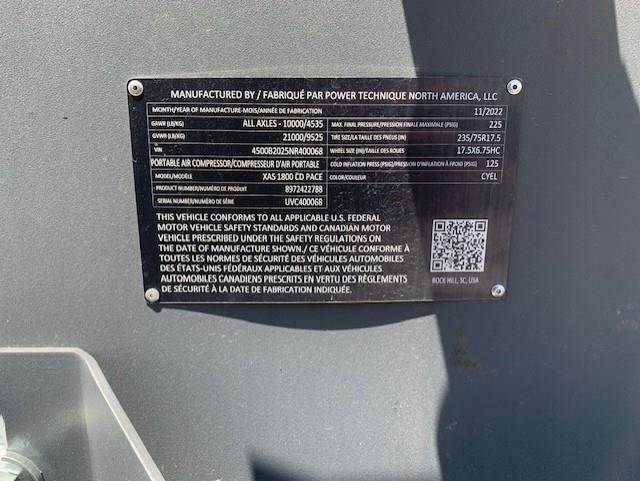 MANUFACTURED BY / FABRIQUÉ PAR POWER TECHNIQUE NORTH AMERICA, LLC
MONTH/YEAR OF MANUFACTURE-MOIS/ANNÉE DE FABRICATION 11/2022
GAWR (LB/KG) ALL AXLES - 10000/4535 MAX. FINAL PRESSURE/PRESSION FINALE MAXIMALE (PSIG) 225
GVWR (LB/KG) 21000/9525 TIRE SIZE/LA TAILLE DES PNEUS (IN) 235/75R17.5
VIN 4500B2025NR400068 WHEEL SIZE (IN)/TAILLE DES ROUES 17.5X6.75HC
PORTABLE AIR COMPRESSOR/COMPRESSEUR D'AIR PORTABLE COLD INFLATION PRESS (PSIG)/PRESSION D'INFLATION À FROID (PSIG) 125
MODEL/MODÈLE XAS 1800 CD PACE COLOR/COULEUR CYEL
PRODUCT NUMBER/NUMÉRO DE PRODUIT 8972422788
SERIAL NUMBER/NUMÉRO DE SÉRIE UVC400068
THIS VEHICLE CONFORMS TO ALL APPLICABLE U.S. FEDERAL
MOTOR VEHICLE SAFETY STANDARDS AND CANADIAN MOTOR
VEHICLE PRESCRIBED UNDER THE SAFETY REGULATIONS ON
THE DATE OF MANUFACTURE SHOWN./ CE VÉHICULE CONFORME À
TOUTES LES NORMES DE SÉCURITÉ DES VÉHICULES AUTOMOBILES
DES ÉTATS-UNIS FÉDÉRAUX APPLICABLES ET AUX VÉHICULES
AUTOMOBILES CANADIENS PRESCRITS EN VERTU DES RÈGLEMENTS
DE SÉCURITÉ À LA DATE DE FABRICATION INDIQUÉE.
ROCK HILL, SC, USA